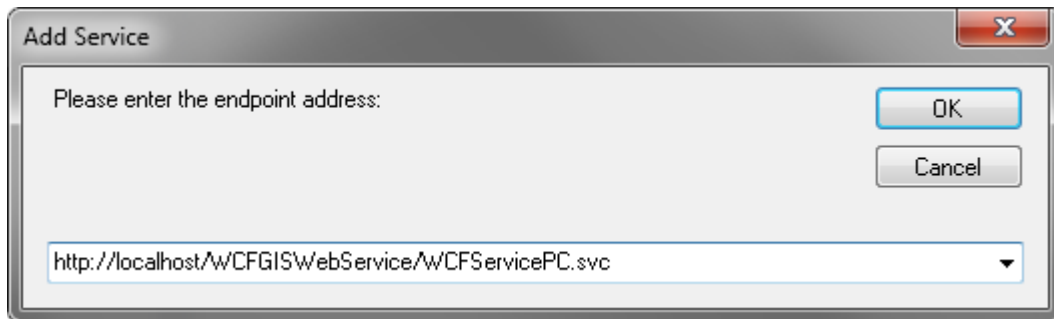 Add Service
Please enter the endpoint address:
OK
Cancel
http://localhost/WCFGISWebService/WCFServicePC.svc